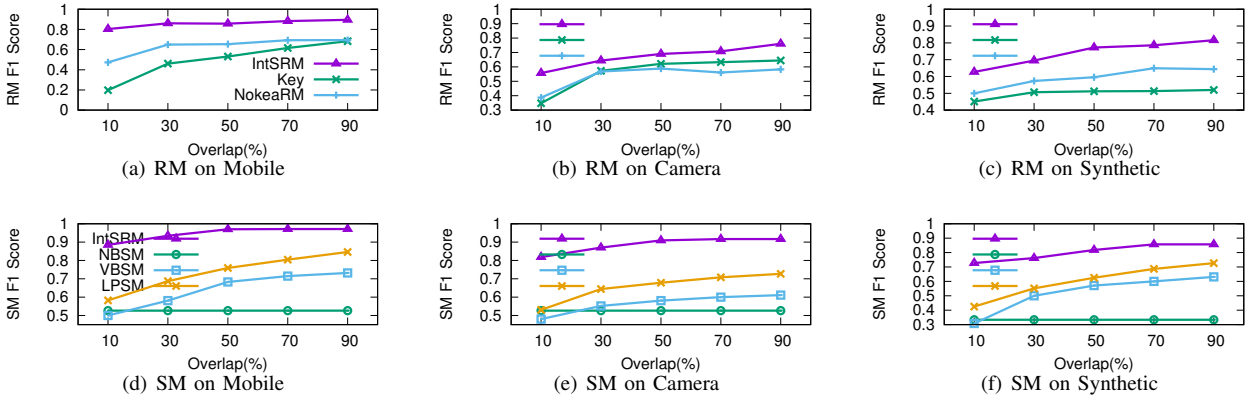 RM F1 Score
1
0.8
0.6
0.4
0.2
0
IntSRM
Key
NokeaRM
10 30 50 70 90
Overlap(%)
(a) RM on Mobile
RM F1 Score
0.9
0.8
0.7
0.6
0.5
0.4
0.3
10 30 50 70 90
Overlap(%)
(b) RM on Camera
RM F1 Score
1
0.9
0.8
0.7
0.6
0.5
0.4
10 30 50 70 90
Overlap(%)
(c) RM on Synthetic
SM F1 Score
1
0.9
0.8
0.7
0.6
0.5
IntSRM
NBSM
VBSM
LPSM
10 30 50 70 90
Overlap(%)
(d) SM on Mobile
SM F1 Score
1
0.9
0.8
0.7
0.6
0.5
10 30 50 70 90
Overlap(%)
(e) SM on Camera
SM F1 Score
1
0.9
0.8
0.7
0.6
0.5
0.4
0.3
10 30 50 70 90
Overlap(%)
(f) SM on Synthetic